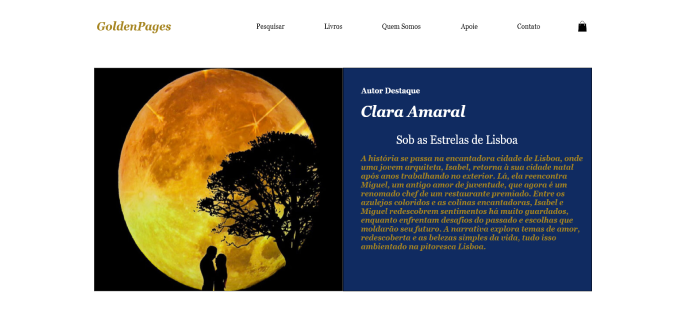 GoldenPages
Pesquisar
Livros
Quem Somos
Apoie
Contato
Autor Destaque
Clara Amaral
Sob as Estrelas de Lisboa
A história se passa na encantadora cidade de Lisboa, onde
uma jovem arquiteta, Isabel, retorna à sua cidade natal
após anos trabalhando no exterior. Lá, ela reencontra
Miguel, um antigo amor de juventude, que agora é um
renomado chef de um restaurante premiado. Entre os
azulejos coloridos e as colinas encantadoras, Isabel e
Miguel redescobrem sentimentos há muito guardados,
enquanto enfrentam desafios do passado e escolhas que
moldarão seu futuro. A narrativa explora temas de amor,
redescoberta e as belezas simples da vida, tudo isso
ambientado na pitoresca Lisboa.